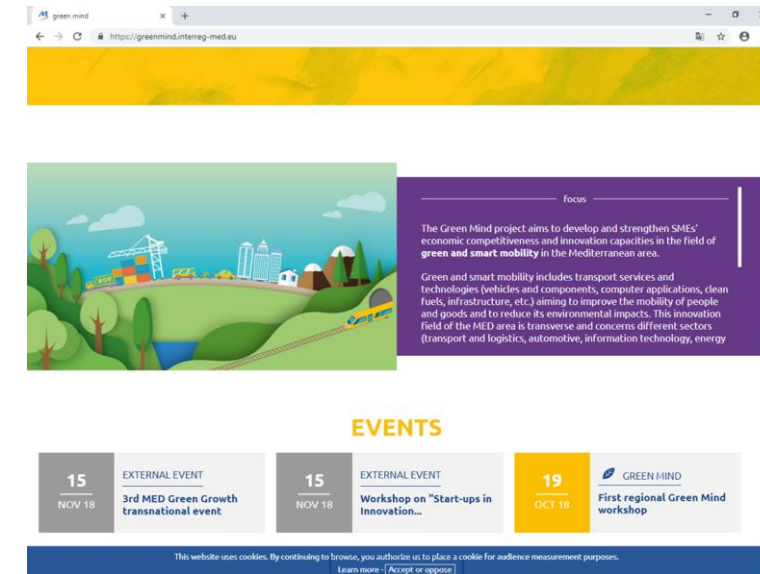 green mind
https://greenmind.interreg-med.eu
focus
The Green Mind project aims to develop and strengthen SMEs'
economic competitiveness and innovation capacities in the field of
green and smart mobility in the Mediterranean area.
Green and smart mobility includes transport services and
technologies (vehicles and components, computer applications, clean
fuels, infrastructure, etc.) aiming to improve the mobility of people
and goods and to reduce its environmental impacts. This innovation
field of the MED area is transverse and concerns different sectors
(transport and logistics, automotive, information technology, energy
EVENTS
15
NOV 18
EXTERNAL EVENT
3rd MED Green Growth
transnational event
15
NOV 18
EXTERNAL EVENT
Workshop on "Start-ups in
Innovation...
19
OCT 18
GREEN MIND
First regional Green Mind
workshop
This website uses cookies. By continuing to browse, you authorize us to place a cookie for audience measurement purposes.
Learn more - Accept or oppose